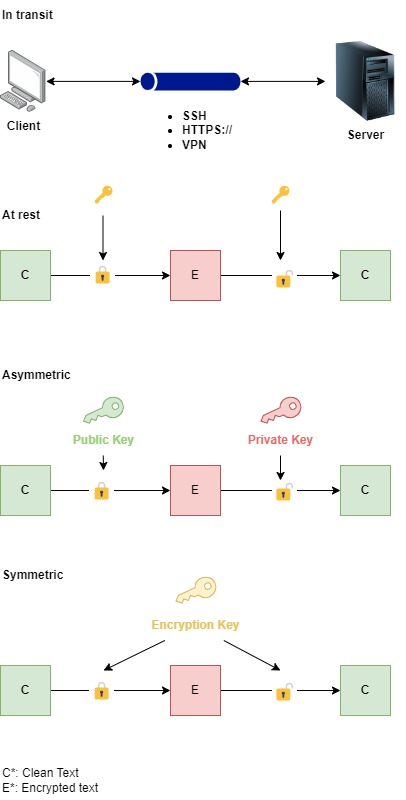 In transit
Client
Server
• SSH
• HTTPS://
• VPN
At rest
C
E
C
Asymmetric
Public Key
Private Key
C
E
C
Symmetric
Encryption Key
C
E
C
C*: Clean Text
E*: Encrypted text